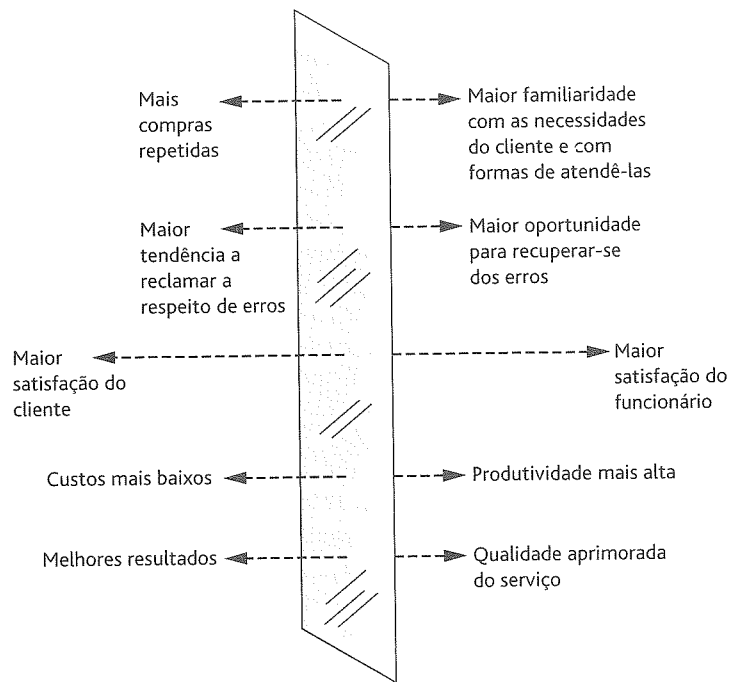 Mais
compras
repetidas
Maior familiaridade
com as necessidades
do cliente e com
formas de atendê-las
Maior
tendência a
reclamar a
respeito de erros
Maior oportunidade
para recuperar-se
dos erros
Maior
satisfação do
cliente
Maior
satisfação do
funcionário
Custos mais baixos
Produtividade mais alta
Melhores resultados
Qualidade aprimorada
do serviço